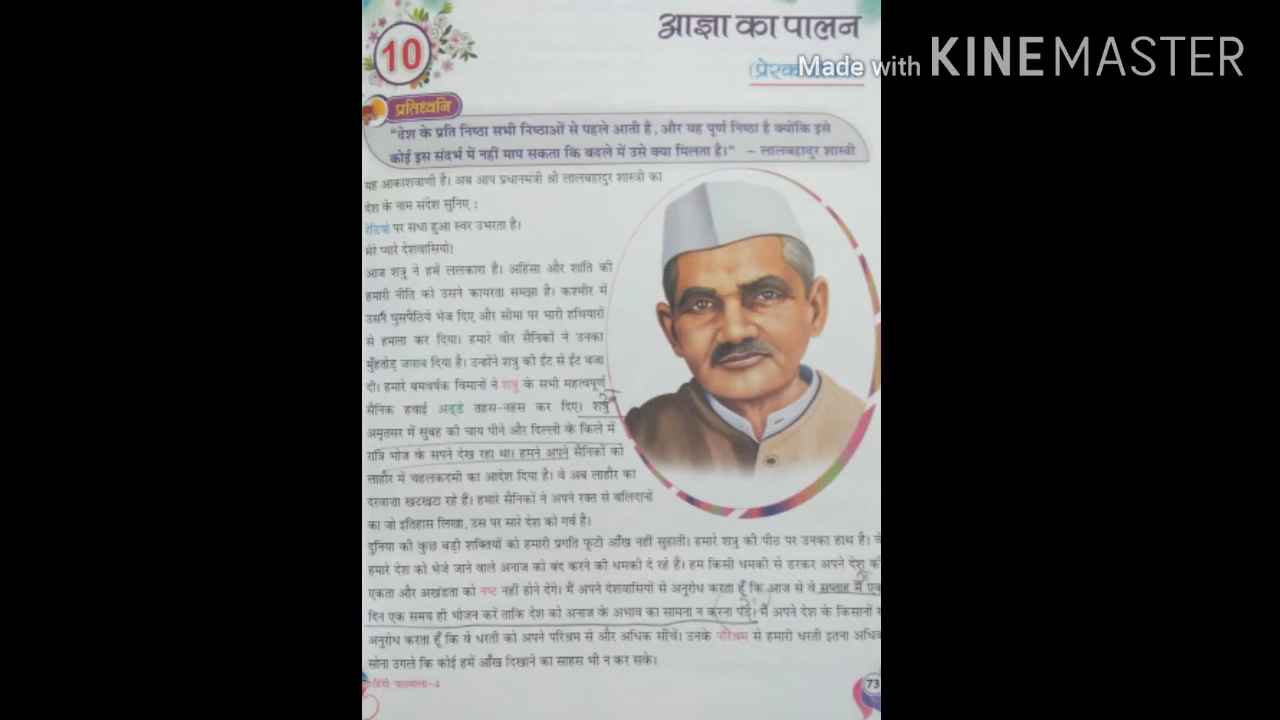 10
आज्ञा का पालन
Made with KINEMASTER
प्रतिध्वनि
"देश के प्रति निष्ठा सभी निष्ठाओं से पहले आती है, और यह पूर्ण निष्ठा है क्योंकि इसे
कोई इस संदर्भ में नहीं माप सकता कि बदले में उसे क्या मिलता है।" – लालबहादुर शास्त्री
यह आकाशवाणी है। अब आप प्रधानमंत्री श्री लालबहादुर शास्त्री का
देश के नाम संदेश सुनिए :
रेडियो पर सधा हुआ स्वर उभरता है।
मेरे प्यारे देशवासियो!
आज शत्रु ने हमें ललकारा है। अहिंसा और शांति की
हमारी नीति को उसने कायरता समझा है। कश्मीर में
उसने घुसपैठिये भेज दिए और सीमा पर भारी हथियारों
से हमला कर दिया। हमारे वीर सैनिकों ने उनका
मुँहतोड़ जवाब दिया है। उन्होंने शत्रु की ईंट से ईंट बजा
दी। हमारे बमवर्षक विमानों ने शत्रु के सभी महत्वपूर्ण
सैनिक हवाई अड्डे तहस-नहस कर दिए। शत्रु
अमृतसर में सुबह की चाय पीने और दिल्ली के किले में
रात्रि भोज के सपने देख रहा था। हमने अपने सैनिकों को
लाहौर में चहलकदमी का आदेश दिया है। वे अब लाहौर का
दरवाज़ा खटखटा रहे हैं। हमारे सैनिकों ने अपने रक्त से बलिदानों
का जो इतिहास लिखा, उस पर सारे देश को गर्व है।
दुनिया की कुछ बड़ी शक्तियों को हमारी प्रगति फूटी आँख नहीं सुहाती। हमारे शत्रु की पीठ पर उनका हाथ है।
हमारे देश को भेजे जाने वाले अनाज को बंद करने की धमकी दे रहे हैं। हम किसी धमकी से डरकर अपने देश की
एकता और अखंडता को नष्ट नहीं होने देंगे। मैं अपने देशवासियों से अनुरोध करता हूँ कि आज से वे सप्ताह में एक
दिन एक समय ही भोजन करें ताकि देश को अनाज के अभाव का सामना न करना पड़े। मैं अपने देश के किसानों
अनुरोध करता हूँ कि वे धरती को अपने परिश्रम से और अधिक सींचें। उनके परिश्रम से हमारी धरती इतना अधिक
सोना उगले कि कोई हमें आँख दिखाने का साहस भी न कर सके।
हिंदी पाठमाला-4
73